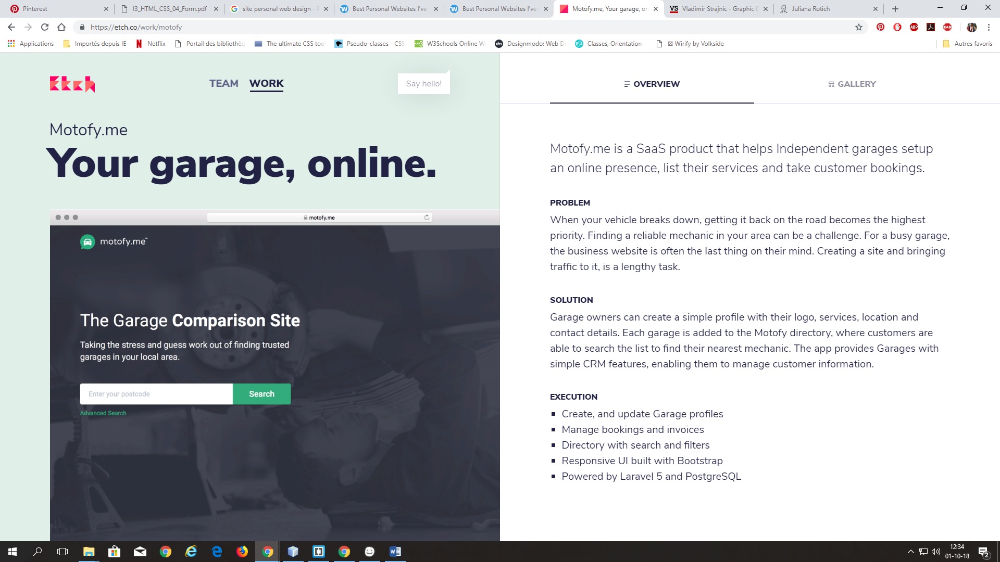 Pinterest
I3_HTML_CSS_04_Form.pdf
site personal web design -
Best Personal Websites I've
Best Personal Websites I've
Motofy.me, Your garage, on
Vladimir Strajnic - Graphic D
Juliana Rotich
https://etch.co/work/motofy
ABP
EAB
Applications
Importés depuis IE
Netflix
Portail des bibliothèq
The ultimate CSS too
Pseudo-classes - CSS
W3Schools Online W
Designmodo: Web D
Classes, Orientation -
Wirify by Volkside
Autres favoris
Etch
TEAM
WORK
Say hello!
Motofy.me
Your garage, online.
motofy.me
motofy.me™
The Garage Comparison Site
Taking the stress and guess work out of finding trusted
garages in your local area.
Enter your postcode
Search
Advanced Search
OVERVIEW
GALLERY
Motofy.me is a SaaS product that helps Independent garages setup
an online presence, list their services and take customer bookings.
PROBLEM
When your vehicle breaks down, getting it back on the road becomes the highest
priority. Finding a reliable mechanic in your area can be a challenge. For a busy garage,
the business website is often the last thing on their mind. Creating a site and bringing
traffic to it, is a lengthy task.
SOLUTION
Garage owners can create a simple profile with their logo, services, location and
contact details. Each garage is added to the Motofy directory, where customers are
able to search the list to find their nearest mechanic. The app provides Garages with
simple CRM features, enabling them to manage customer information.
EXECUTION
Create, and update Garage profiles
Manage bookings and invoices
Directory with search and filters
Responsive UI built with Bootstrap
Powered by Laravel 5 and PostgreSQL
12:34
01-10-18
2